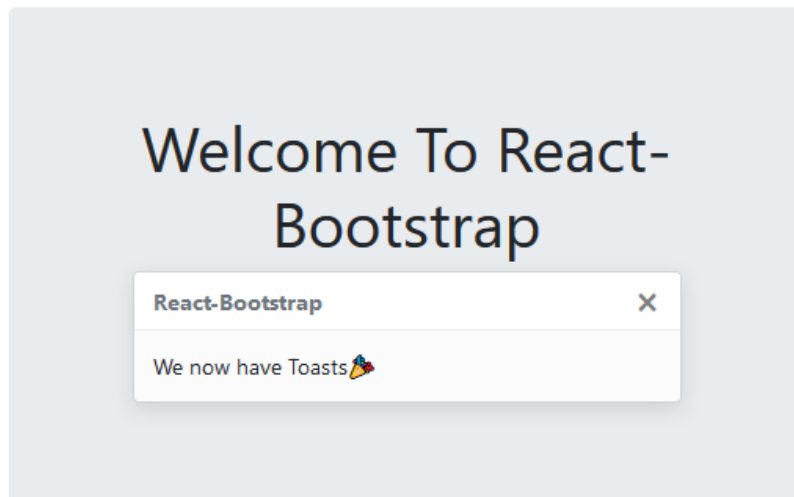 Welcome To React-
Bootstrap
React-Bootstrap ×
We now have Toasts🎉